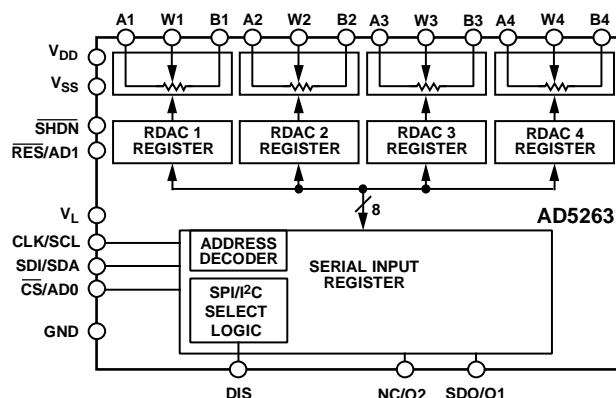 A1 W1 B1 A2 W2 B2 A3 W3 B3 A4 W4 B4
VDD
VSS
SHDN
RES/AD1
RDAC 1 REGISTER
RDAC 2 REGISTER
RDAC 3 REGISTER
RDAC 4 REGISTER
8
AD5263
VL
CLK/SCL
SDI/SDA
CS/AD0
GND
ADDRESS DECODER
SERIAL INPUT REGISTER
SPI/I2C SELECT LOGIC
DIS
NC/O2
SDO/O1